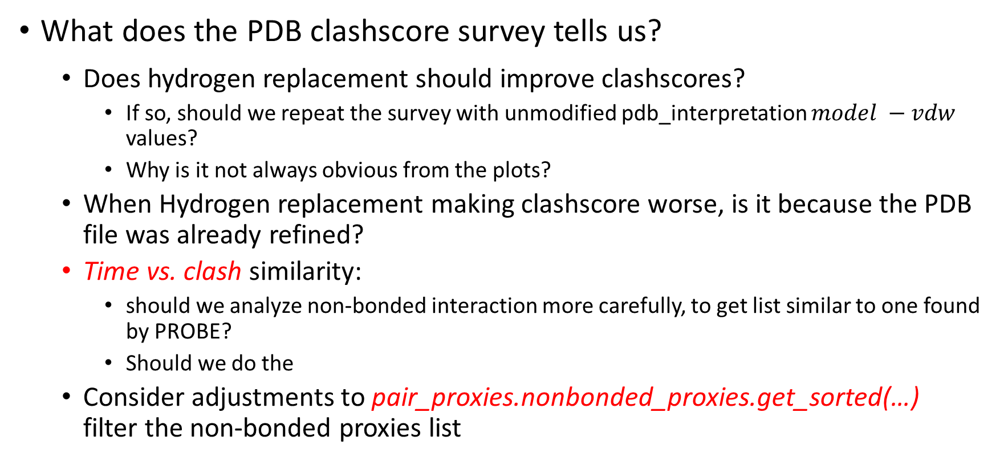 • What does the PDB clashscore survey tells us?
• Does hydrogen replacement should improve clashscores?
• If so, should we repeat the survey with unmodified pdb_interpretation model − vdw
values?
• Why is it not always obvious from the plots?
• When Hydrogen replacement making clashscore worse, is it because the PDB
file was already refined?
• Time vs. clash similarity:
• should we analyze non-bonded interaction more carefully, to get list similar to one found
by PROBE?
• Should we do the
• Consider adjustments to pair_proxies.nonbonded_proxies.get_sorted(…)
filter the non-bonded proxies list